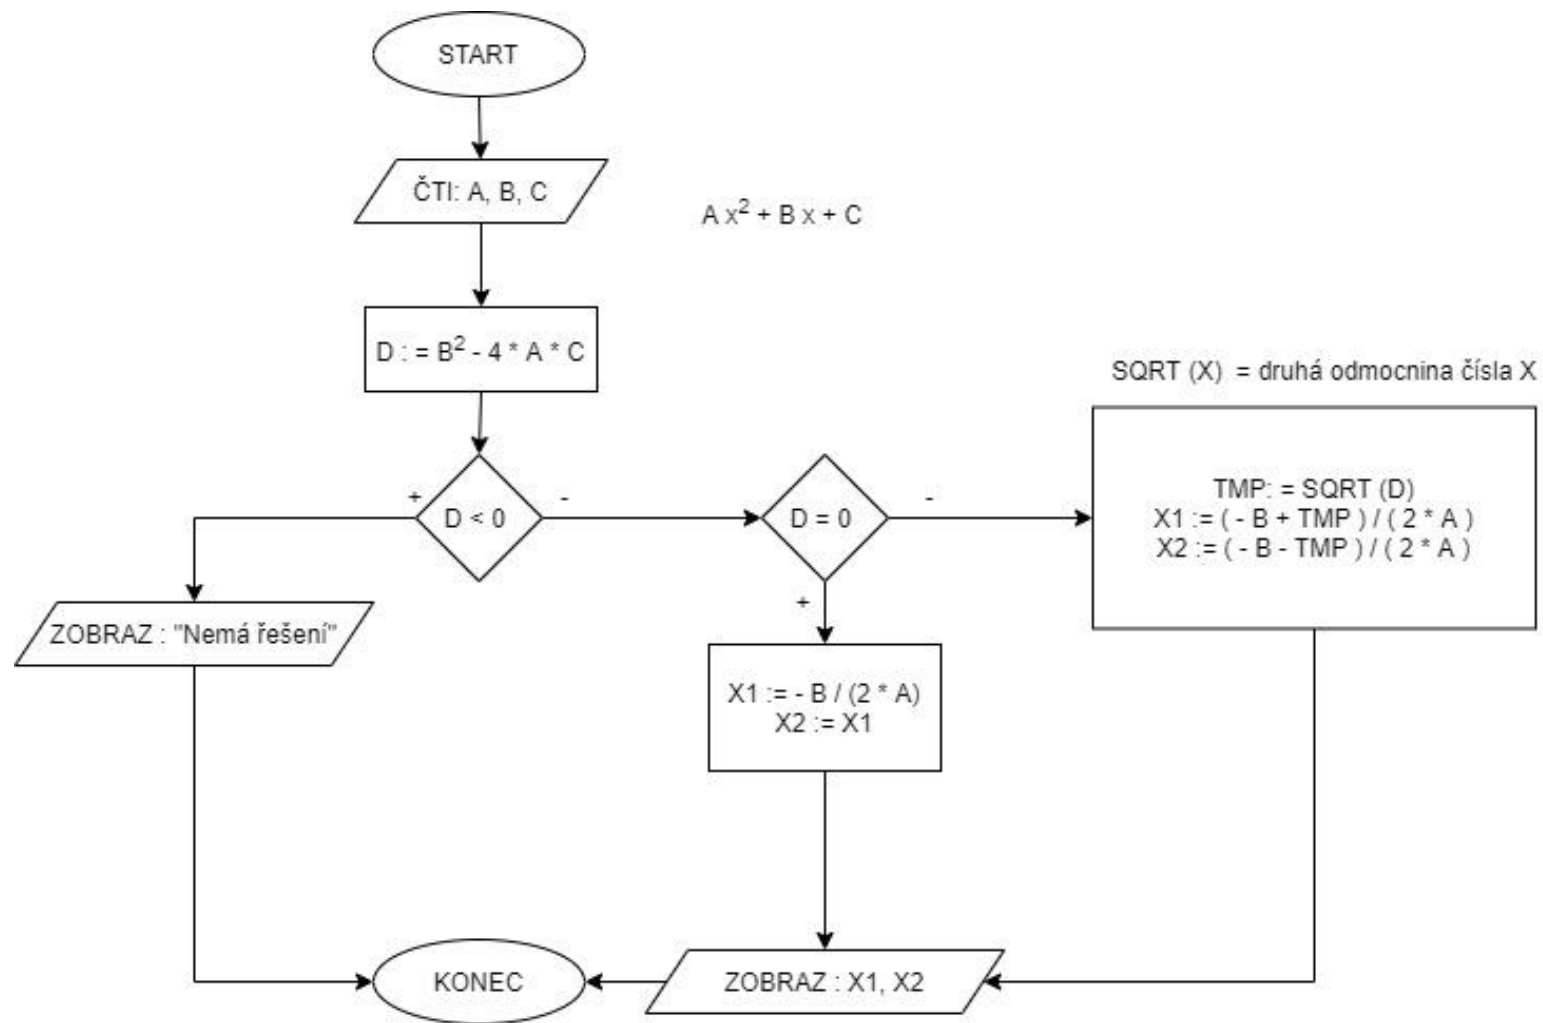 START
ČTI: A, B, C
A x² + B x + C
D : = B² - 4 * A * C
SQRT (X) = druhá odmocnina čísla X
+
D < 0
-
D = 0
-
TMP: = SQRT (D)
X1 := ( - B + TMP ) / ( 2 * A )
X2 := ( - B - TMP ) / ( 2 * A )
+
ZOBRAZ : "Nemá řešení"
X1 := - B / (2 * A)
X2 := X1
KONEC
ZOBRAZ : X1, X2